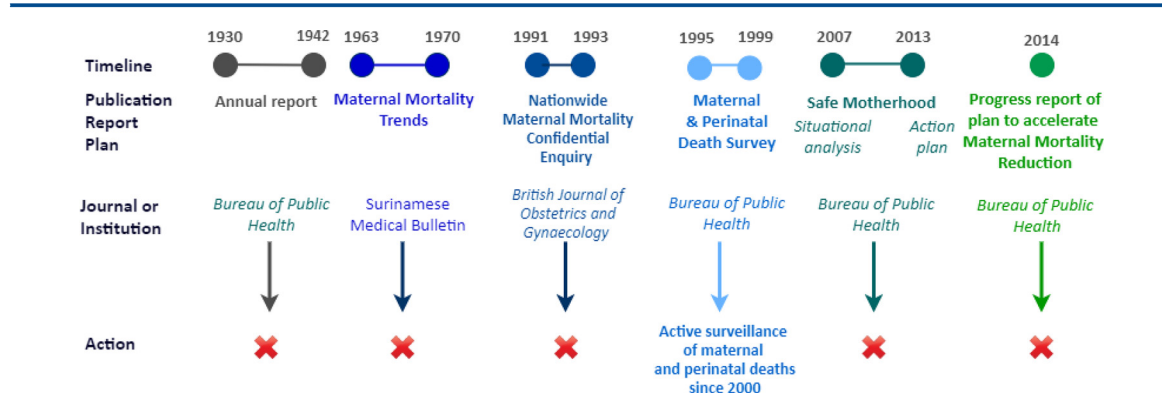 1930 1942 1963 1970 1991 1993 1995 1999 2007 2013 2014
Timeline
Publication
Report
Plan
Annual report
Maternal Mortality
Trends
Nationwide
Maternal Mortality
Confidential
Enquiry
Maternal
& Perinatal
Death Survey
Safe Motherhood
Situational
analysis
Action
plan
Progress report of
plan to accelerate
Maternal Mortality
Reduction
Journal or
Institution
Bureau of Public
Health
Surinamese
Medical Bulletin
British Journal of
Obstetrics and
Gynaecology
Bureau of Public
Health
Bureau of Public
Health
Bureau of Public
Health
Action
Active surveillance
of maternal
and perinatal deaths
since 2000